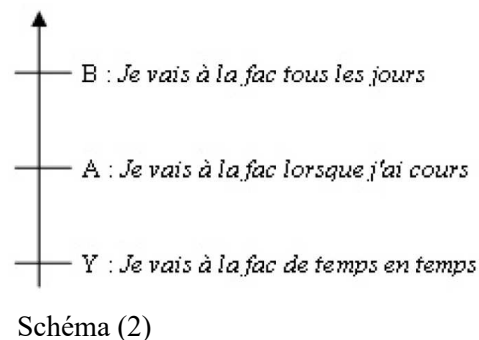 B : Je vais à la fac tous les jours
A : Je vais à la fac lorsque j'ai cours
Y : Je vais à la fac de temps en temps
Schéma (2)